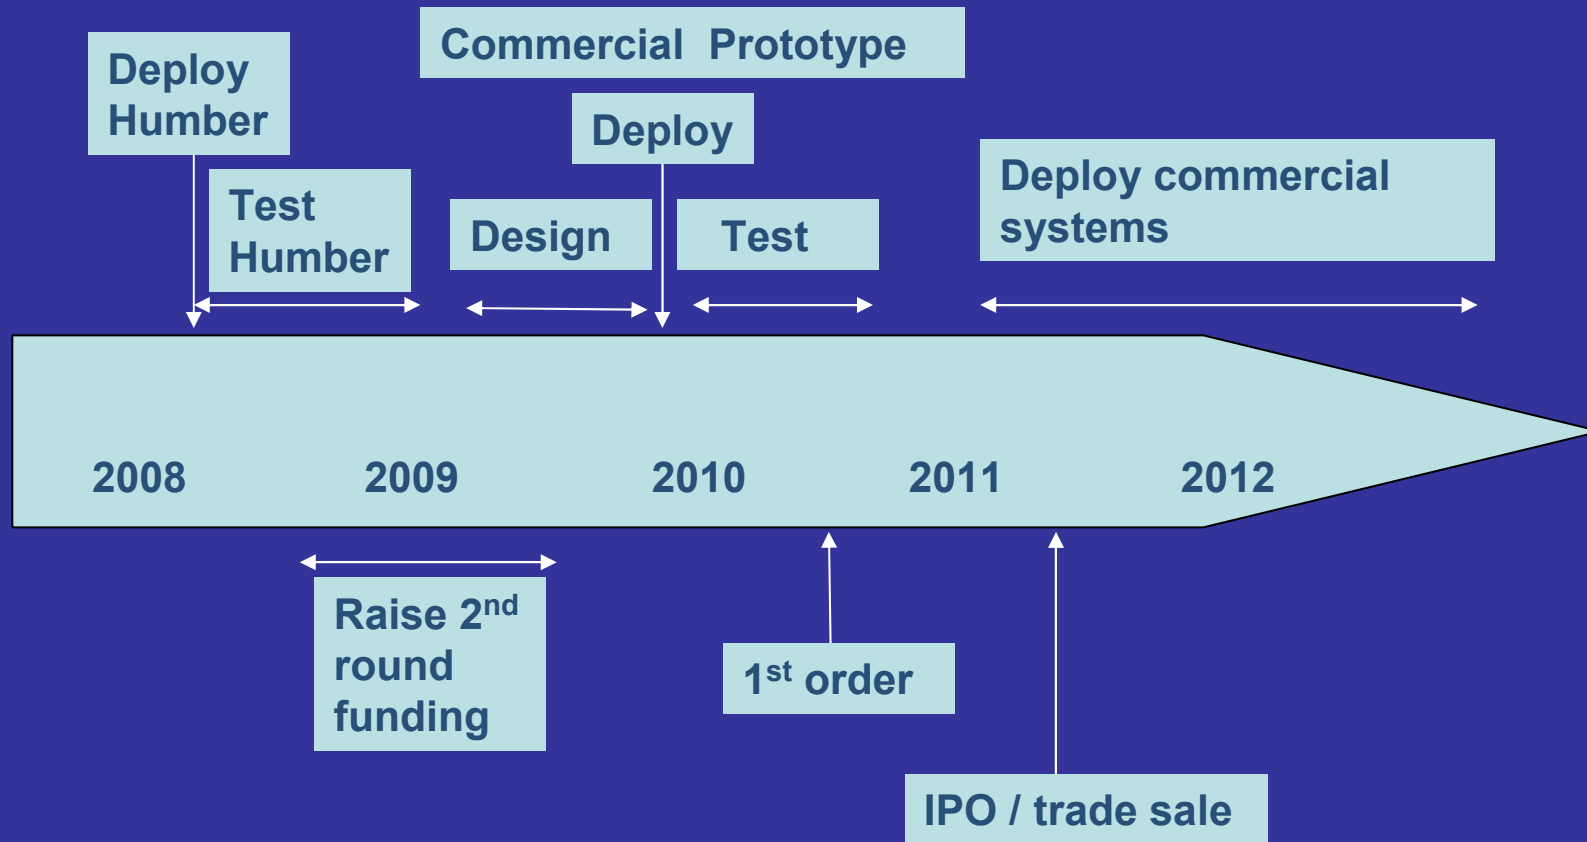 Commercial Prototype
Deploy
Humber
Deploy
Test
Humber
Design
Test
Deploy commercial
systems
2008
2009
2010
2011
2012
Raise 2nd
round
funding
1st order
IPO / trade sale